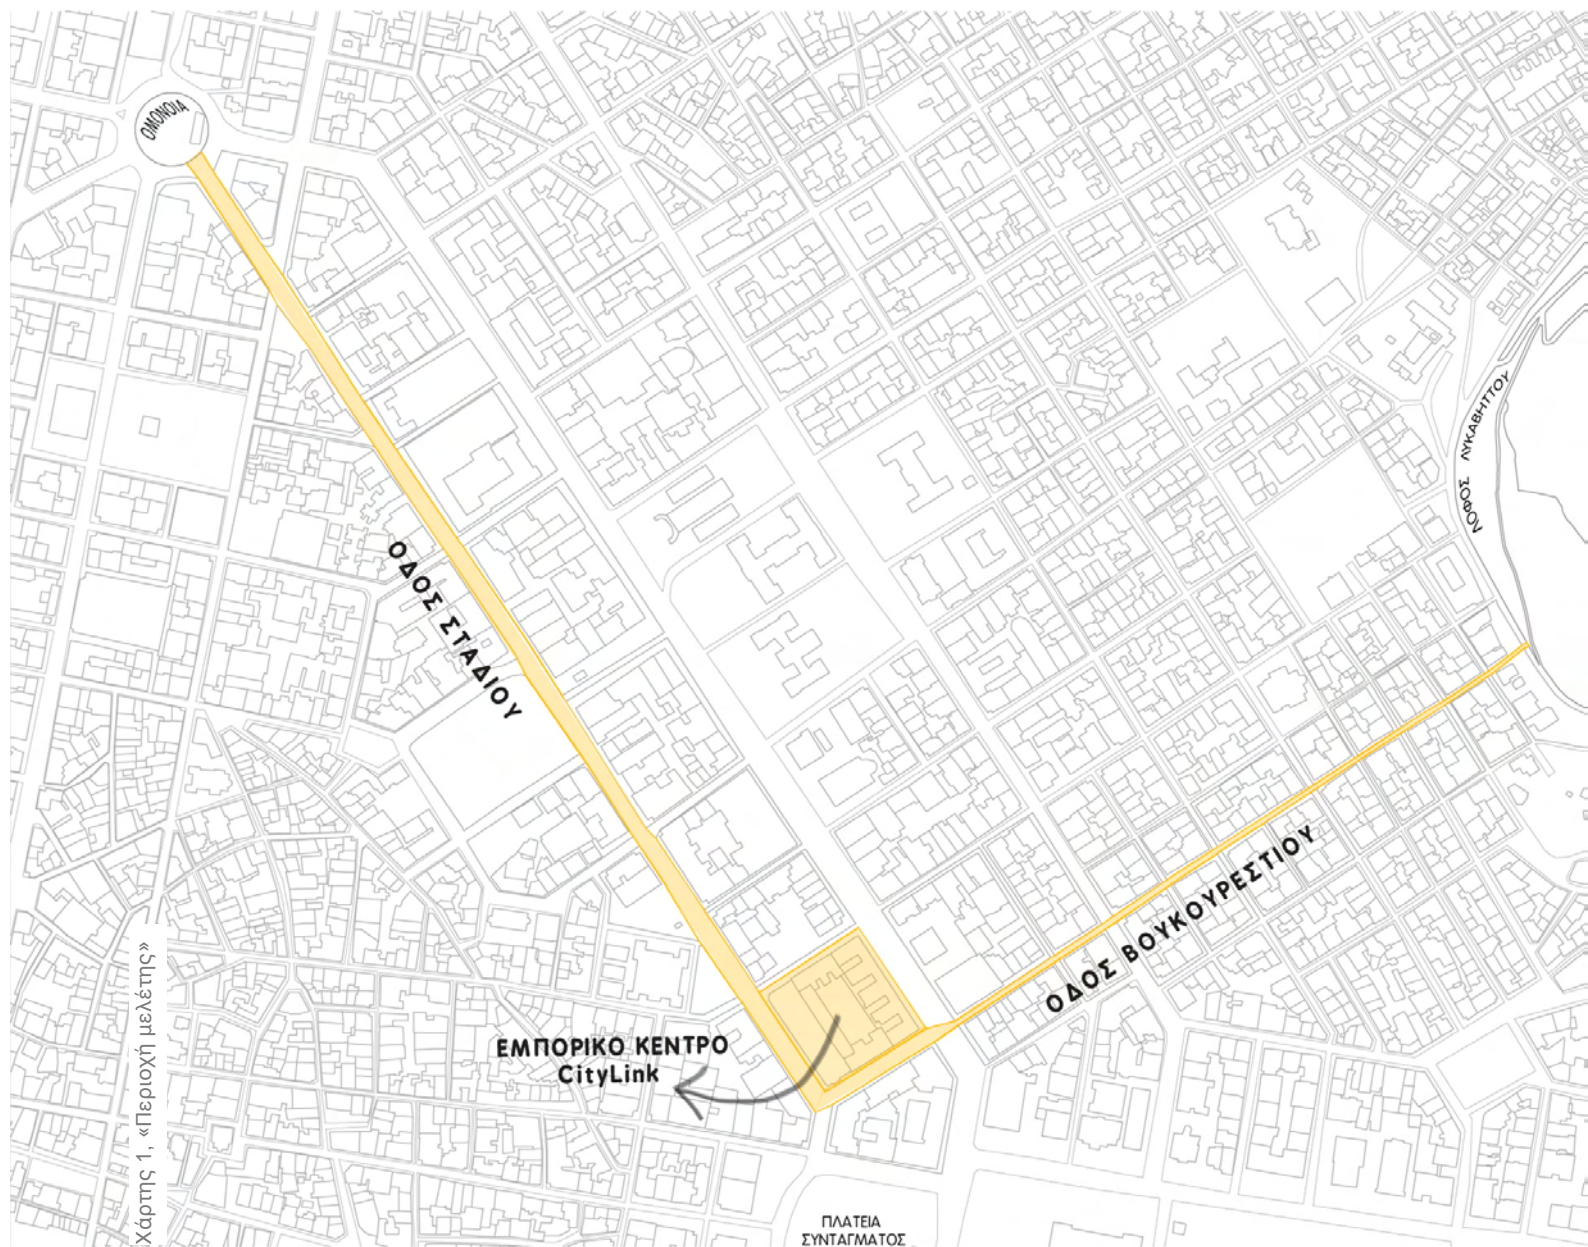 ΟΜΟΝΟΙΑ
ΛΟΦΟΣ ΛΥΚΑΒΗΤΤΟΥ
ΟΔΟΣ ΣΤΑΔΙΟΥ
ΟΔΟΣ ΒΟΥΚΟΥΡΕΣΤΙΟΥ
ΕΜΠΟΡΙΚΟ ΚΕΝΤΡΟ
CityLink
Χάρτης 1, «Περιοχή μελέτης»
ΠΛΑΤΕΙΑ
ΣΥΝΤΑΓΜΑΤΟΣ